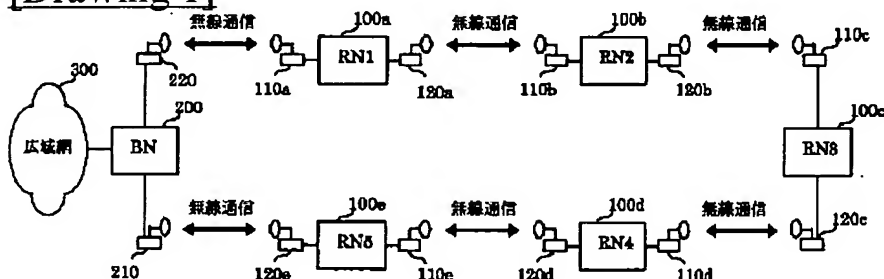 [Drawing 1]
無線通信 100a 無線通信 100b 無線通信
220 RN1 RN2 110c
300 110a 120a 110b 120b
200 100c
広域網 BN RN3
無線通信 100e 無線通信 100d 無線通信
RN5 RN4 120c
210 120e 110e 120d 110d